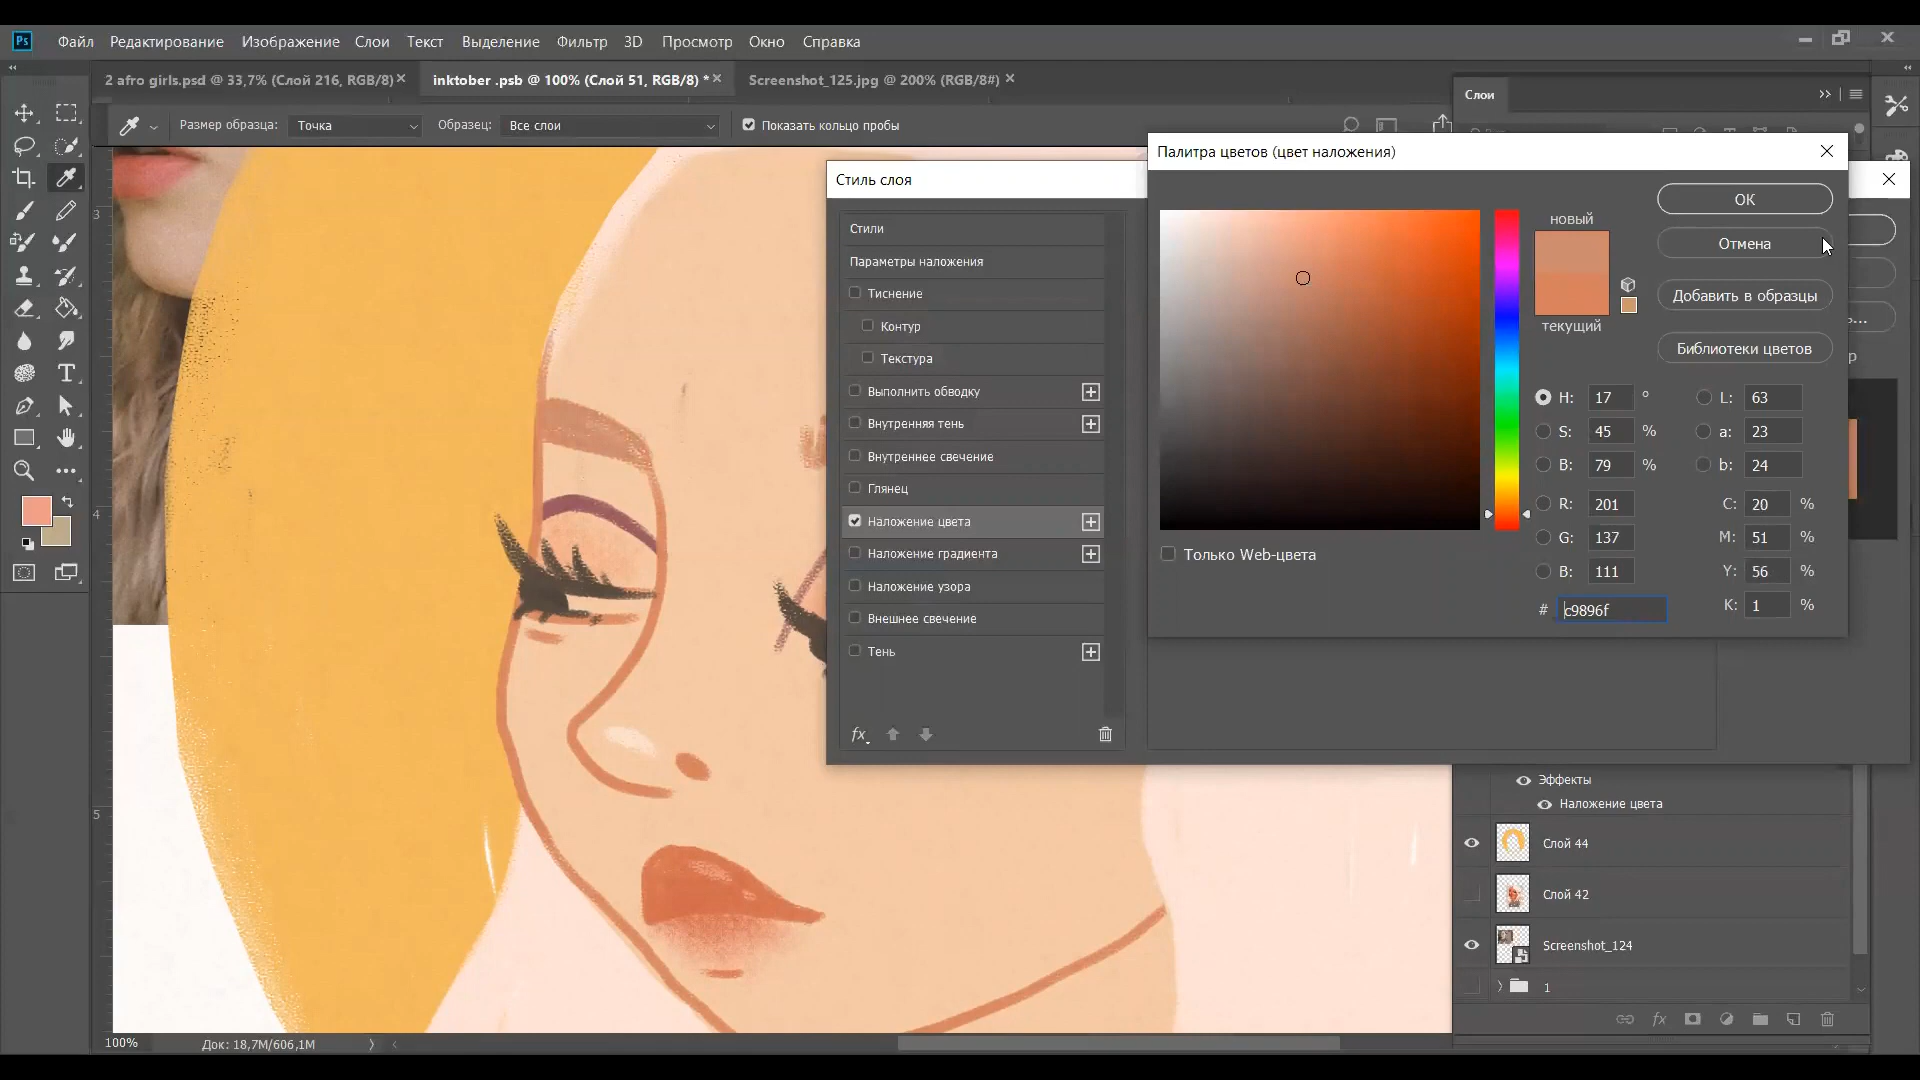 Ps
Файл Редактирование Изображение Слои Текст Выделение Фильтр 3D Просмотр Окно Справка
2 afro girls.psd @ 33,7% (Слой 216, RGB/8)
inktober .psb @ 100% (Слой 51, RGB/8) *
Screenshot_125.jpg @ 200% (RGB/8#)
Слои
Размер образца: Точка Образец: Все слои Показать кольцо пробы
Палитра цветов (цвет наложения)
Стиль слоя
OK
Отмена
Добавить в образцы
Библиотеки цветов
новый
текущий
H: 17 °
S: 45 %
B: 79 %
R: 201
G: 137
B: 111
# c9896f
L: 63
a: 23
b: 24
C: 20 %
M: 51 %
Y: 56 %
K: 1 %
Только Web-цвета
Стили
Параметры наложения
Тиснение
Контур
Текстура
Выполнить обводку
Внутренняя тень
Внутреннее свечение
Глянец
Наложение цвета
Наложение градиента
Наложение узора
Внешнее свечение
Тень
fx
3
4
5
Эффекты
Наложение цвета
Слой 44
Слой 42
Screenshot_124
1
fx
100% Док: 18,7M/606,1M